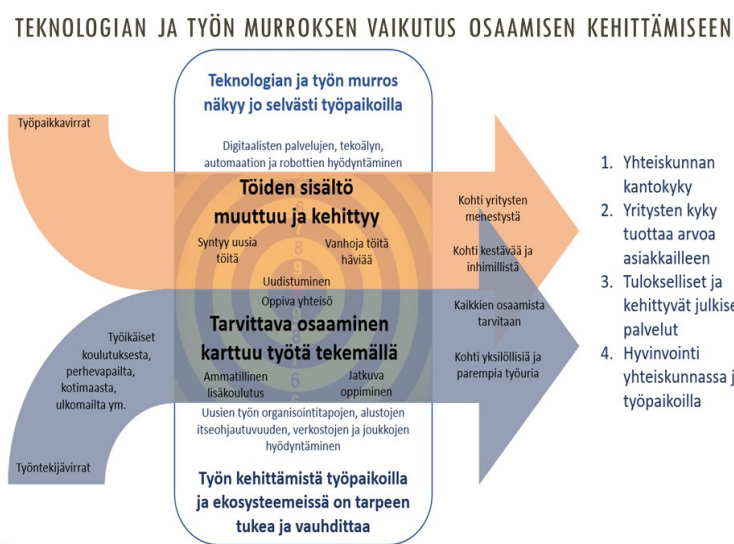 TEKNOLOGIAN JA TYÖN MURROKSEN VAIKUTUS OSAAMISEN KEHITTÄMISEEN
Teknologian ja työn murros
näkyy jo selvästi työpaikoilla
Työpaikkavirrat
Digitaalisten palvelujen, tekoälyn,
automaation ja robottien hyödyntäminen
Töiden sisältö
muuttuu ja kehittyy
Syntyy uusia
töitä
Vanhoja töitä
häviää
Uudistuminen
Kohti yritysten
menestystä
Kohti kestävää ja
inhimillistä
Oppiva yhteisö
Tarvittava osaaminen
karttuu työtä tekemällä
Ammatillinen
lisäkoulutus
Jatkuva
oppiminen
Kaikkien osaamista
tarvitaan
Kohti yksilöllisiä ja
parempia työuria
Työikäiset
koulutuksesta,
perhevapailta,
kotimaasta,
ulkomailta ym.
Työntekijävirrat
Uusien työn organisointitapojen, alustojen
itseohjautuvuuden, verkostojen ja joukkojen
hyödyntäminen
Työn kehittämistä työpaikoilla
ja ekosysteemeissä on tarpeen
tukea ja vauhdittaa
1. Yhteiskunnan
kantokyky
2. Yritysten kyky
tuottaa arvoa
asiakkailleen
3. Tulokselliset ja
kehittyvät julkise
palvelut
4. Hyvinvointi
yhteiskunnassa j
työpaikoilla